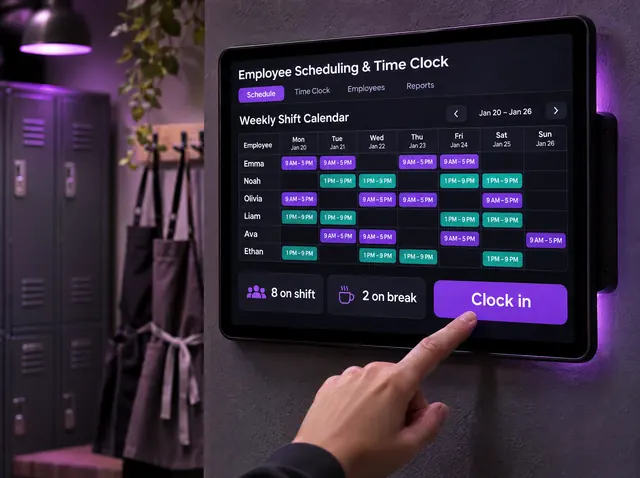 Employee Scheduling & Time Clock
Schedule Time Clock Employees Reports
Weekly Shift Calendar < Jan 20 – Jan 26 >
Employee Mon Tue Wed Thu Fri Sat Sun
Jan 20 Jan 21 Jan 22 Jan 23 Jan 24 Jan 25 Jan 26
Emma 9 AM – 5 PM 9 AM – 5 PM 9 AM – 5 PM 9 AM – 5 PM
Noah 1 PM – 9 PM 1 PM – 9 PM 1 PM – 9 PM 1 PM – 9 PM
Olivia 9 AM – 5 PM 9 AM – 5 PM 9 AM – 5 PM 9 AM – 5 PM
Liam 1 PM – 9 PM 1 PM – 9 PM 1 PM – 9 PM 1 PM – 9 PM
Ava 9 AM – 5 PM 9 AM – 5 PM 9 AM – 5 PM 9 AM – 5 PM
Ethan 1 PM – 9 PM 1 PM – 9 PM 1 PM – 9 PM 1 PM – 9 PM
8 on shift 2 on break Clock in